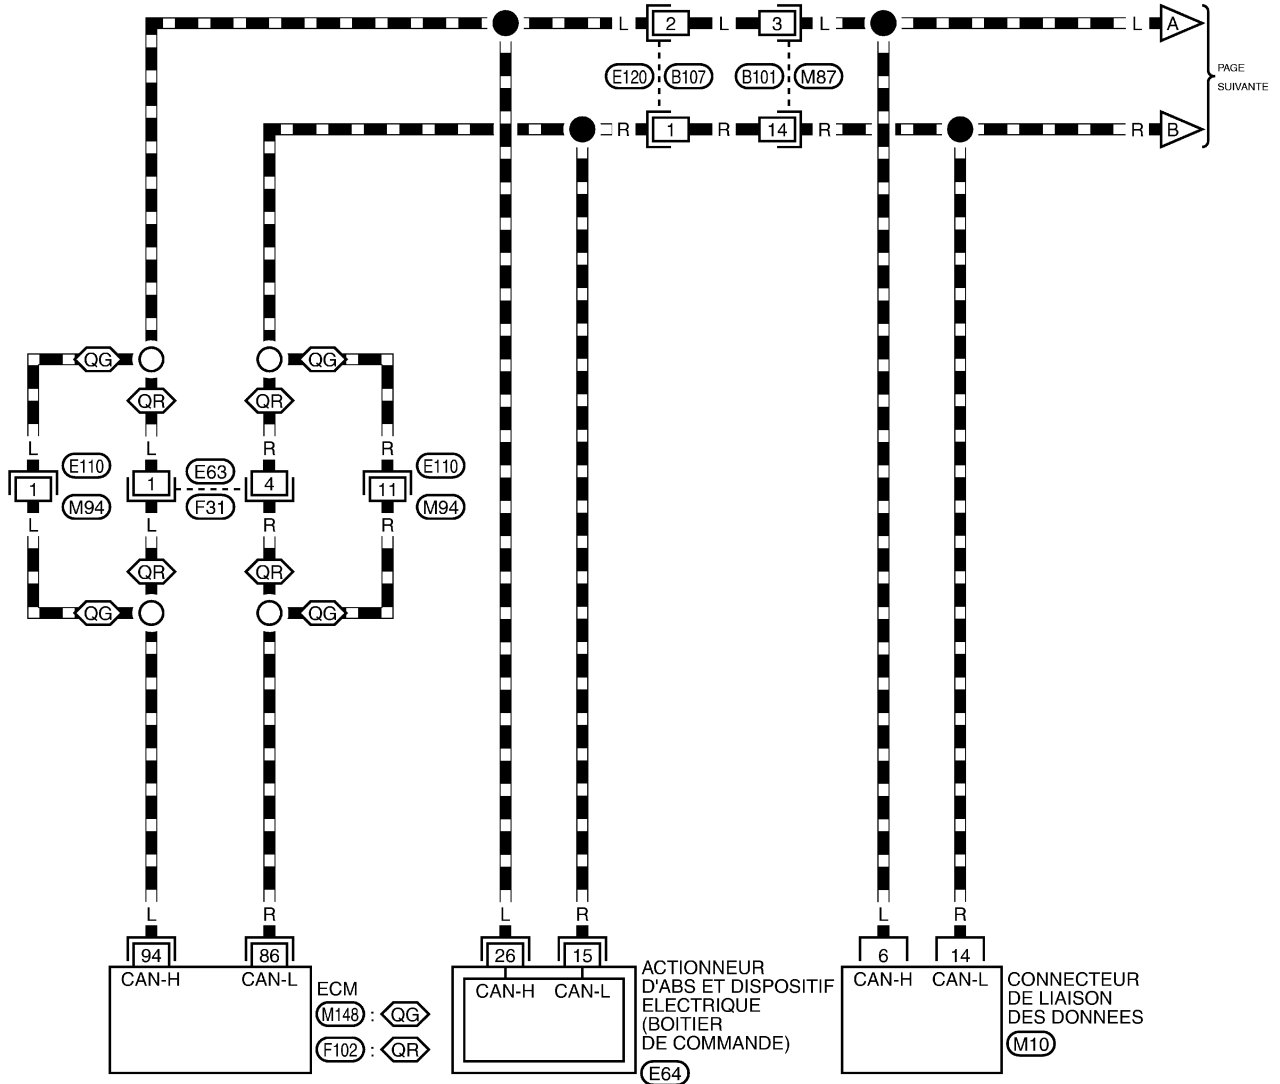 L 2 L 3 L L A
E120 B107 B101 M87
PAGE
SUIVANTE
R 1 R 14 R R B
QG QG
QR QR
L L R R
E110 E63 E110
1 1 4 11
M94 F31 M94
L L R R
QR QR
QG QG
L R L R L R
94 86 26 15 6 14
CAN-H CAN-L
CAN-H CAN-L
CAN-H CAN-L
ECM
M148 : QG
F102 : QR
ACTIONNEUR
D'ABS ET DISPOSITIF
ELECTRIQUE
(BOITIER
DE COMMANDE)
E64
CONNECTEUR
DE LIAISON
DES DONNEES
M10